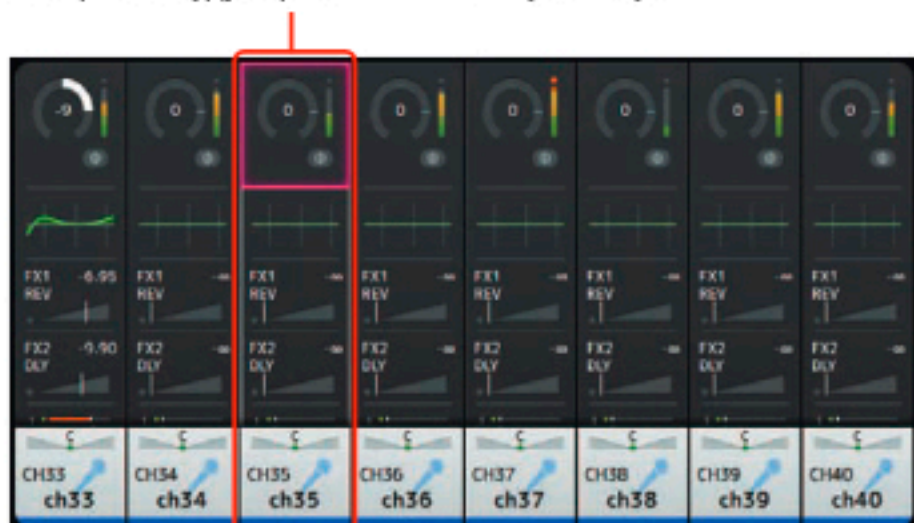 -9 0 0 0 0 0 0 0
FX1 -6.95 FX1 -∞ FX1 -∞ FX1 -∞ FX1 -∞ FX1 -∞ FX1 -∞ FX1 -∞
REV REV REV REV REV REV REV REV
FX2 -9.90 FX2 -∞ FX2 -∞ FX2 -∞ FX2 -∞ FX2 -∞ FX2 -∞ FX2 -∞
DLY DLY DLY DLY DLY DLY DLY DLY
C C C C C C C C
CH33 CH34 CH35 CH36 CH37 CH38 CH39 CH40
ch33 ch34 ch35 ch36 ch37 ch38 ch39 ch40